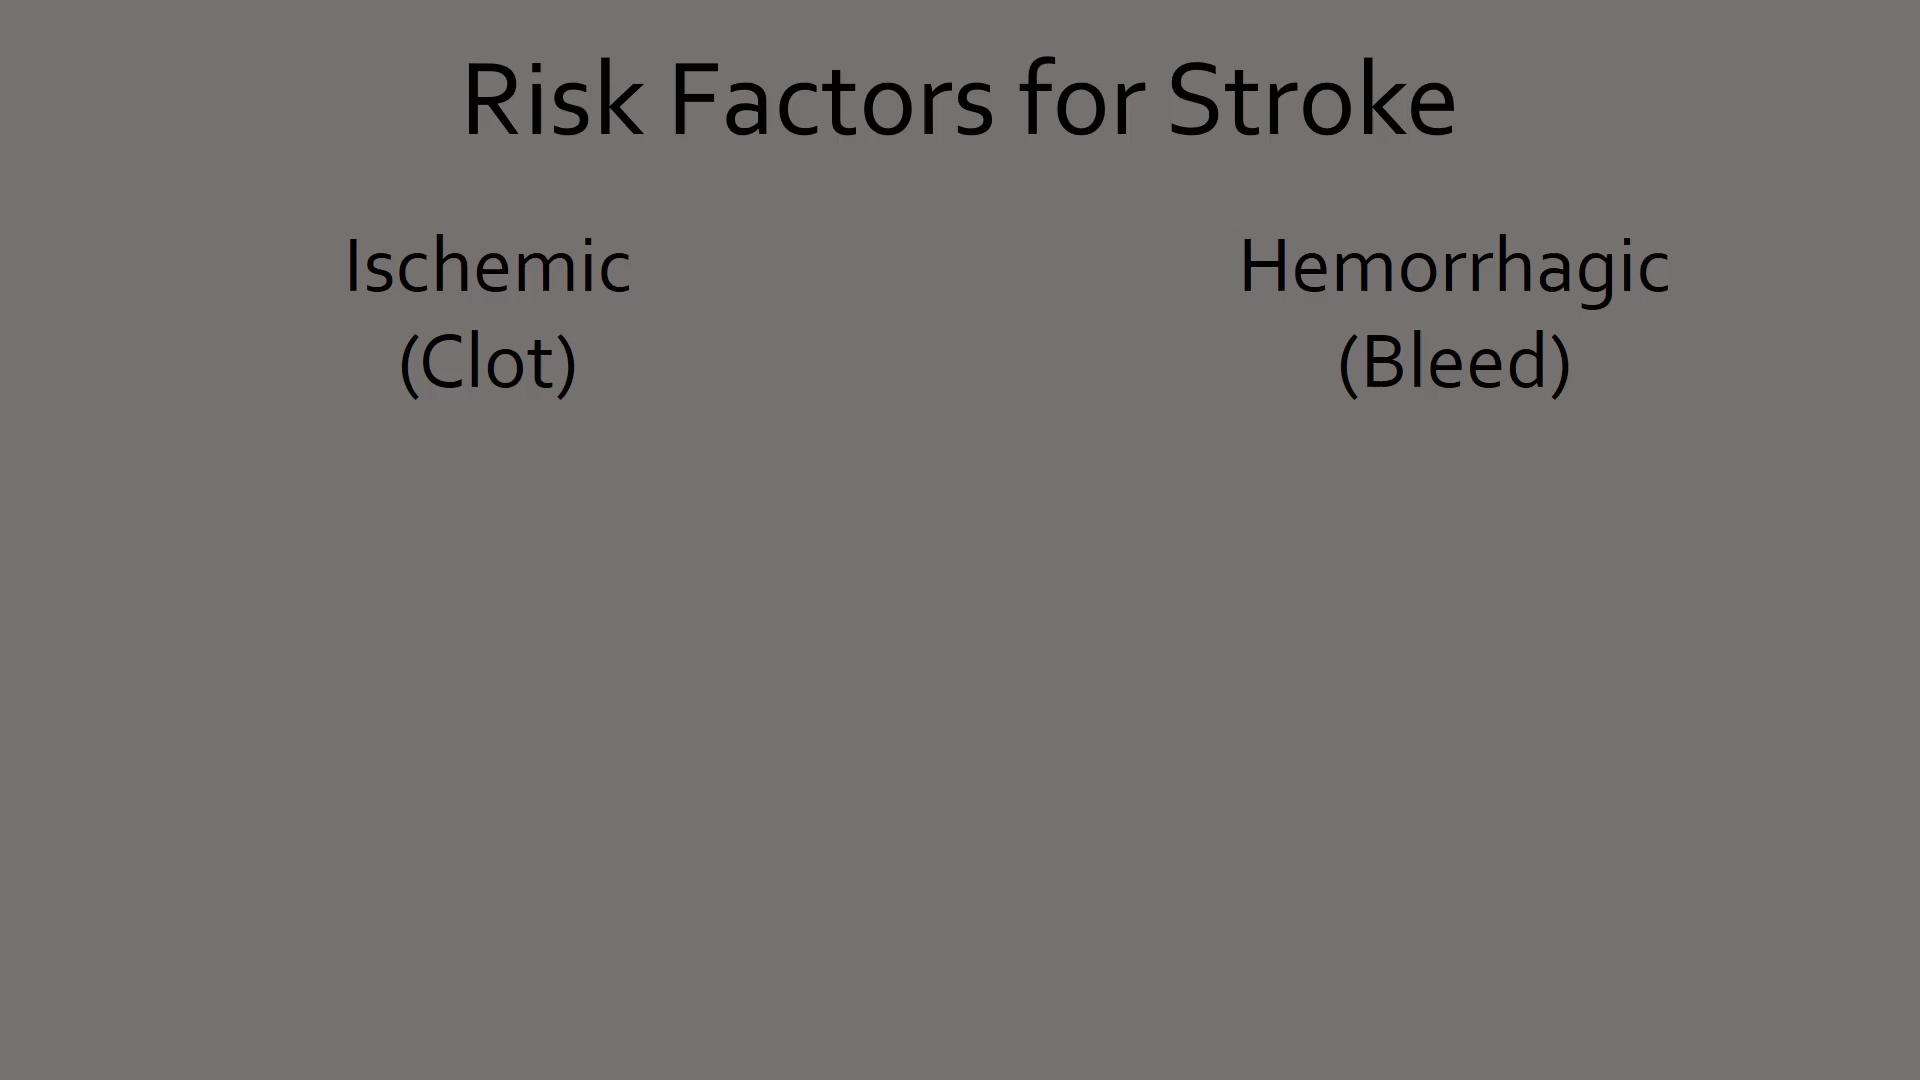 Risk Factors for Stroke
Ischemic
(Clot)
Hemorrhagic
(Bleed)